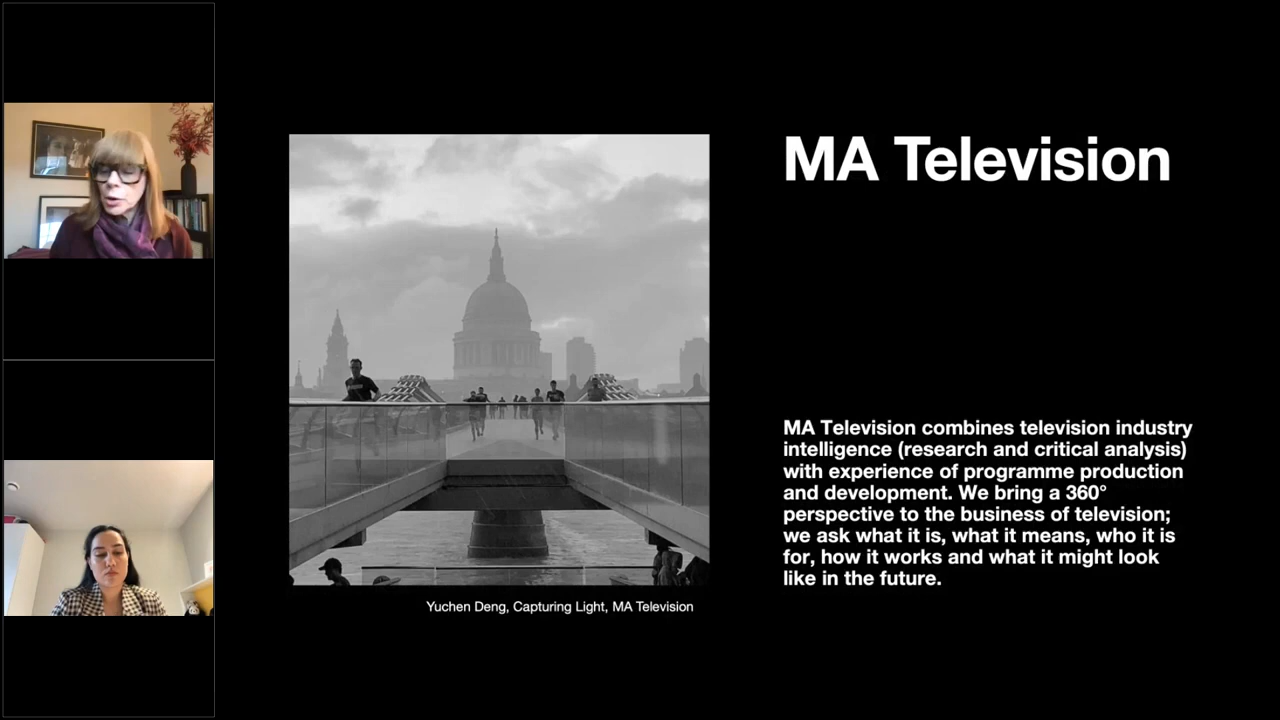 MA Television
MA Television combines television industry
intelligence (research and critical analysis)
with experience of programme production
and development. We bring a 360°
perspective to the business of television;
we ask what it is, what it means, who it is
for, how it works and what it might look
like in the future.
Yuchen Deng, Capturing Light, MA Television